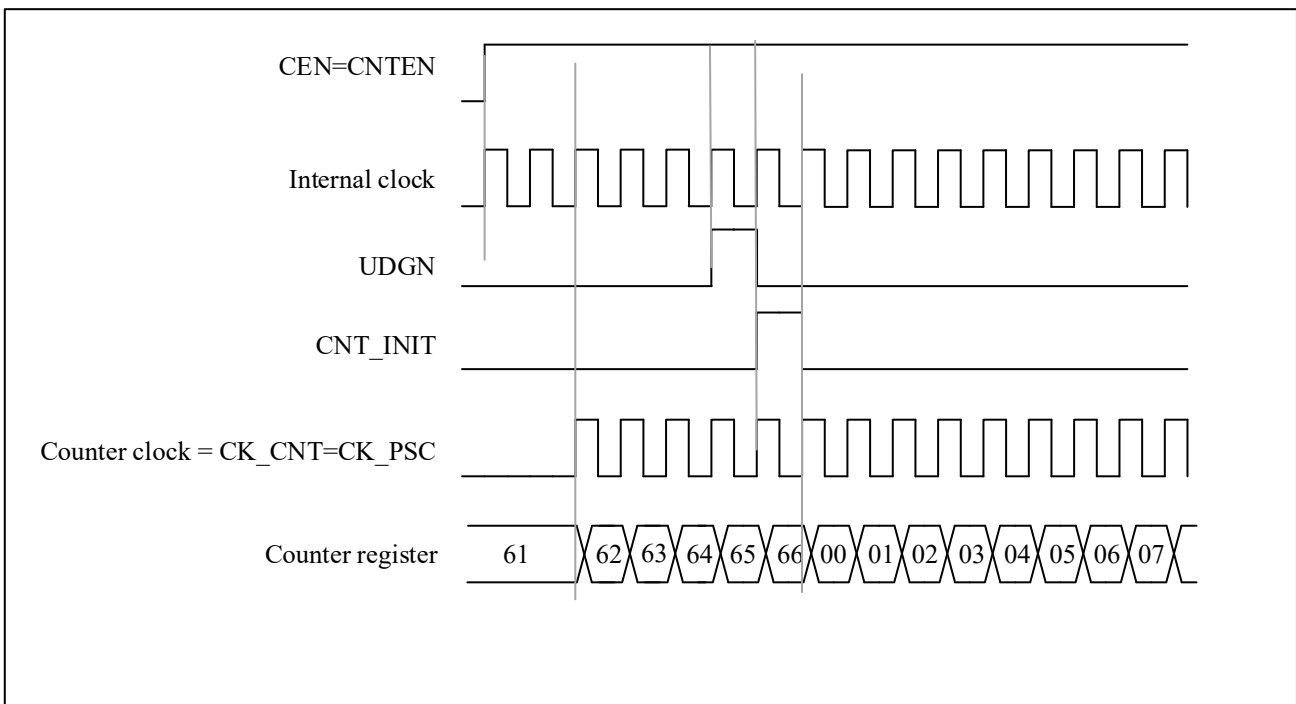 CEN=CNTEN
Internal clock
UDGN
CNT_INIT
Counter clock = CK_CNT=CK_PSC
Counter register 61 62 63 64 65 66 00 01 02 03 04 05 06 07